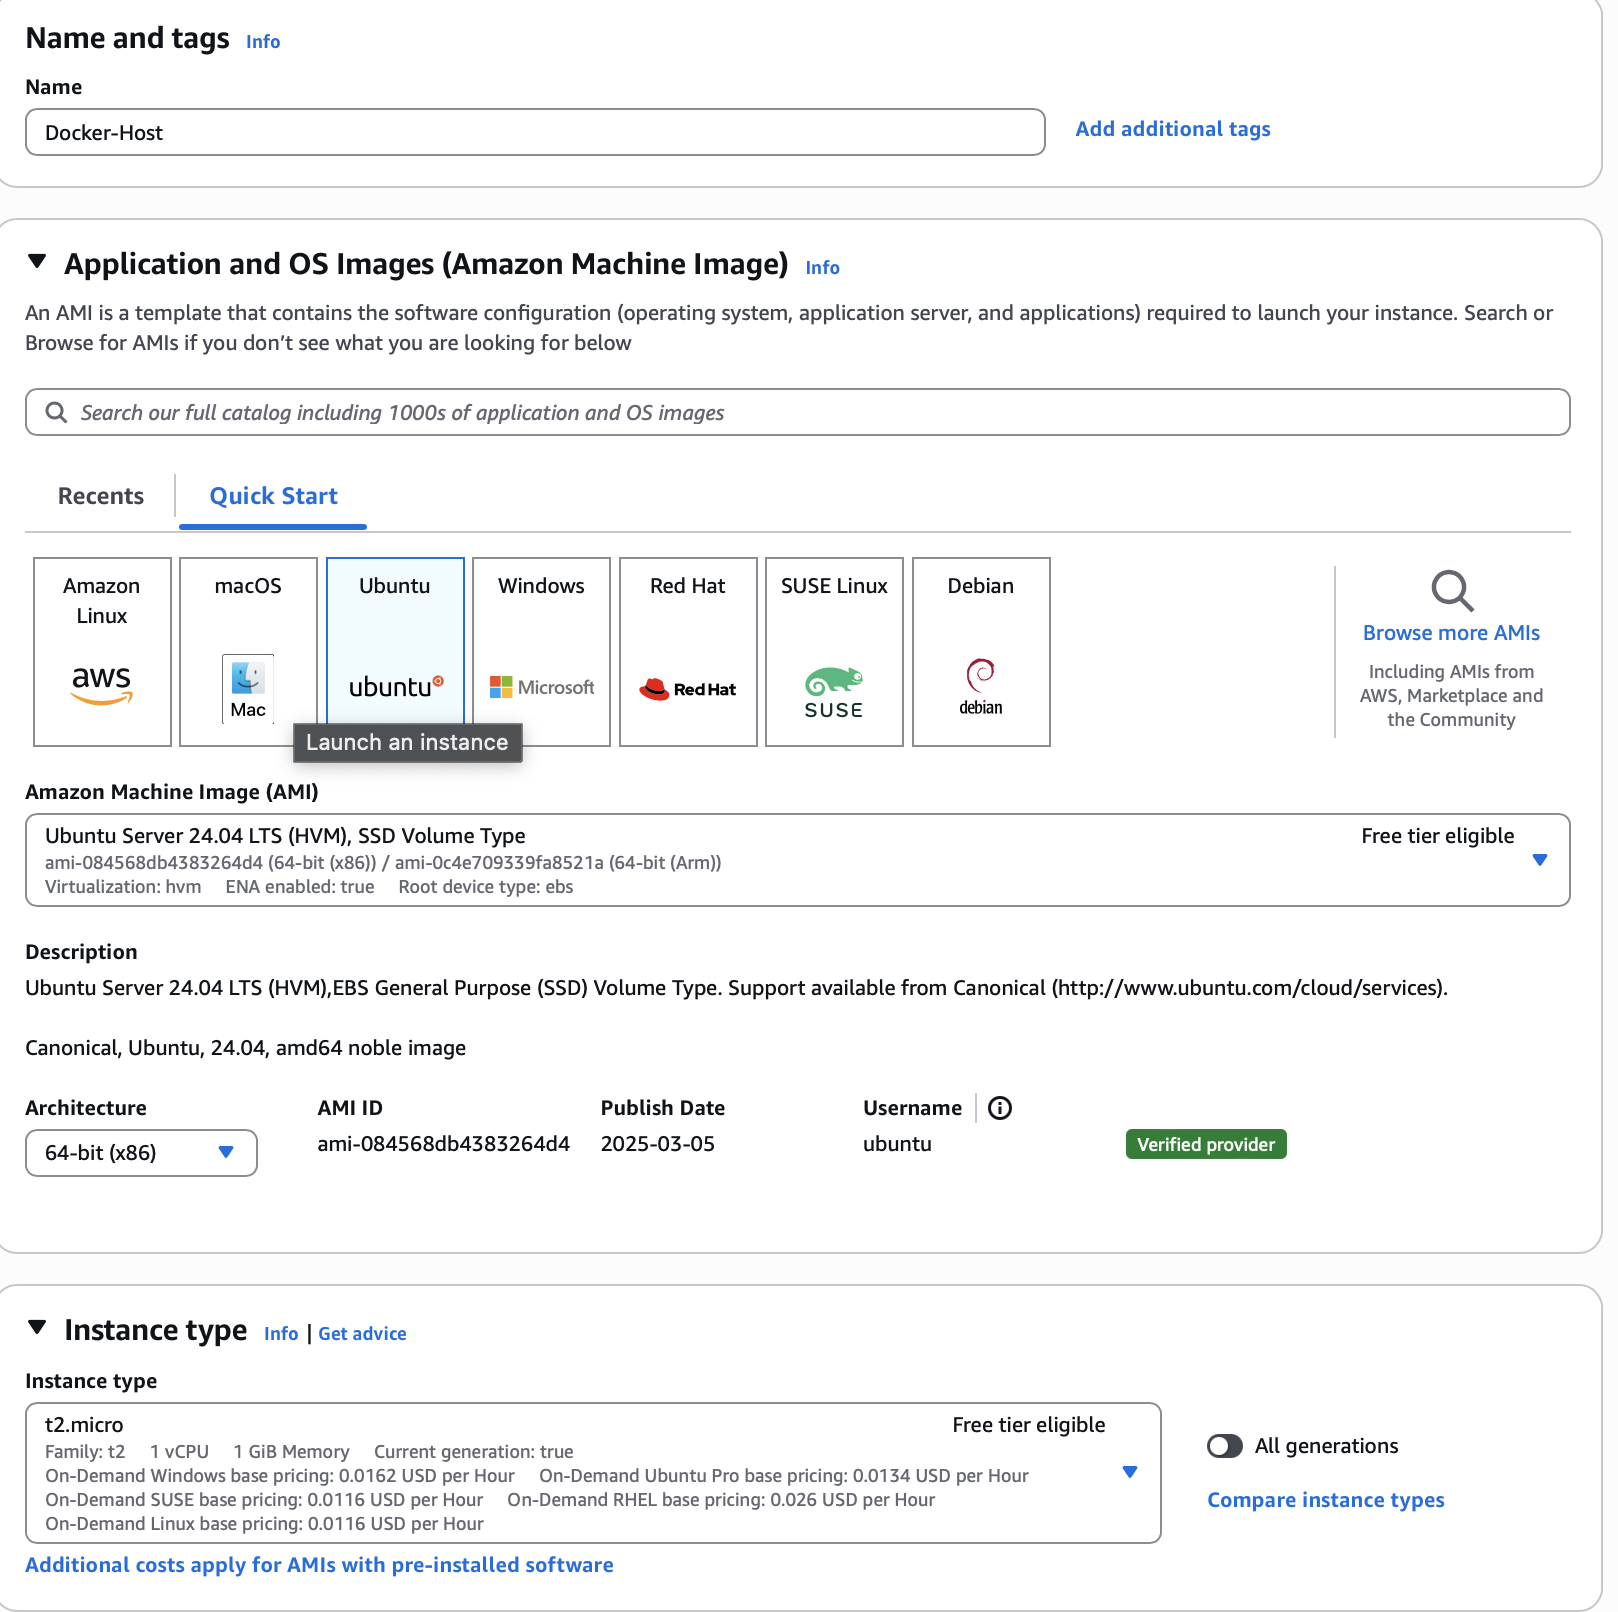 Name and tags Info
Name
Docker-Host
Add additional tags
Application and OS Images (Amazon Machine Image) Info
An AMI is a template that contains the software configuration (operating system, application server, and applications) required to launch your instance. Search or
Browse for AMIs if you don’t see what you are looking for below
Search our full catalog including 1000s of application and OS images
Recents
Quick Start
Amazon
Linux
aws
macOS
Mac
Ubuntu
ubuntu
Windows
Microsoft
Red Hat
Red Hat
SUSE Linux
SUSE
Debian
debian
Browse more AMIs
Including AMIs from
AWS, Marketplace and
the Community
Launch an instance
Amazon Machine Image (AMI)
Ubuntu Server 24.04 LTS (HVM), SSD Volume Type
Free tier eligible
ami-084568db4383264d4 (64-bit (x86)) / ami-0c4e709339fa8521a (64-bit (Arm))
Virtualization: hvm ENA enabled: true Root device type: ebs
Description
Ubuntu Server 24.04 LTS (HVM),EBS General Purpose (SSD) Volume Type. Support available from Canonical (http://www.ubuntu.com/cloud/services).
Canonical, Ubuntu, 24.04, amd64 noble image
Architecture
64-bit (x86)
AMI ID
ami-084568db4383264d4
Publish Date
2025-03-05
Username
ubuntu
Verified provider
Instance type Info | Get advice
Instance type
t2.micro
Free tier eligible
Family: t2 1 vCPU 1 GiB Memory Current generation: true
On-Demand Windows base pricing: 0.0162 USD per Hour On-Demand Ubuntu Pro base pricing: 0.0134 USD per Hour
On-Demand SUSE base pricing: 0.0116 USD per Hour On-Demand RHEL base pricing: 0.026 USD per Hour
On-Demand Linux base pricing: 0.0116 USD per Hour
All generations
Compare instance types
Additional costs apply for AMIs with pre-installed software